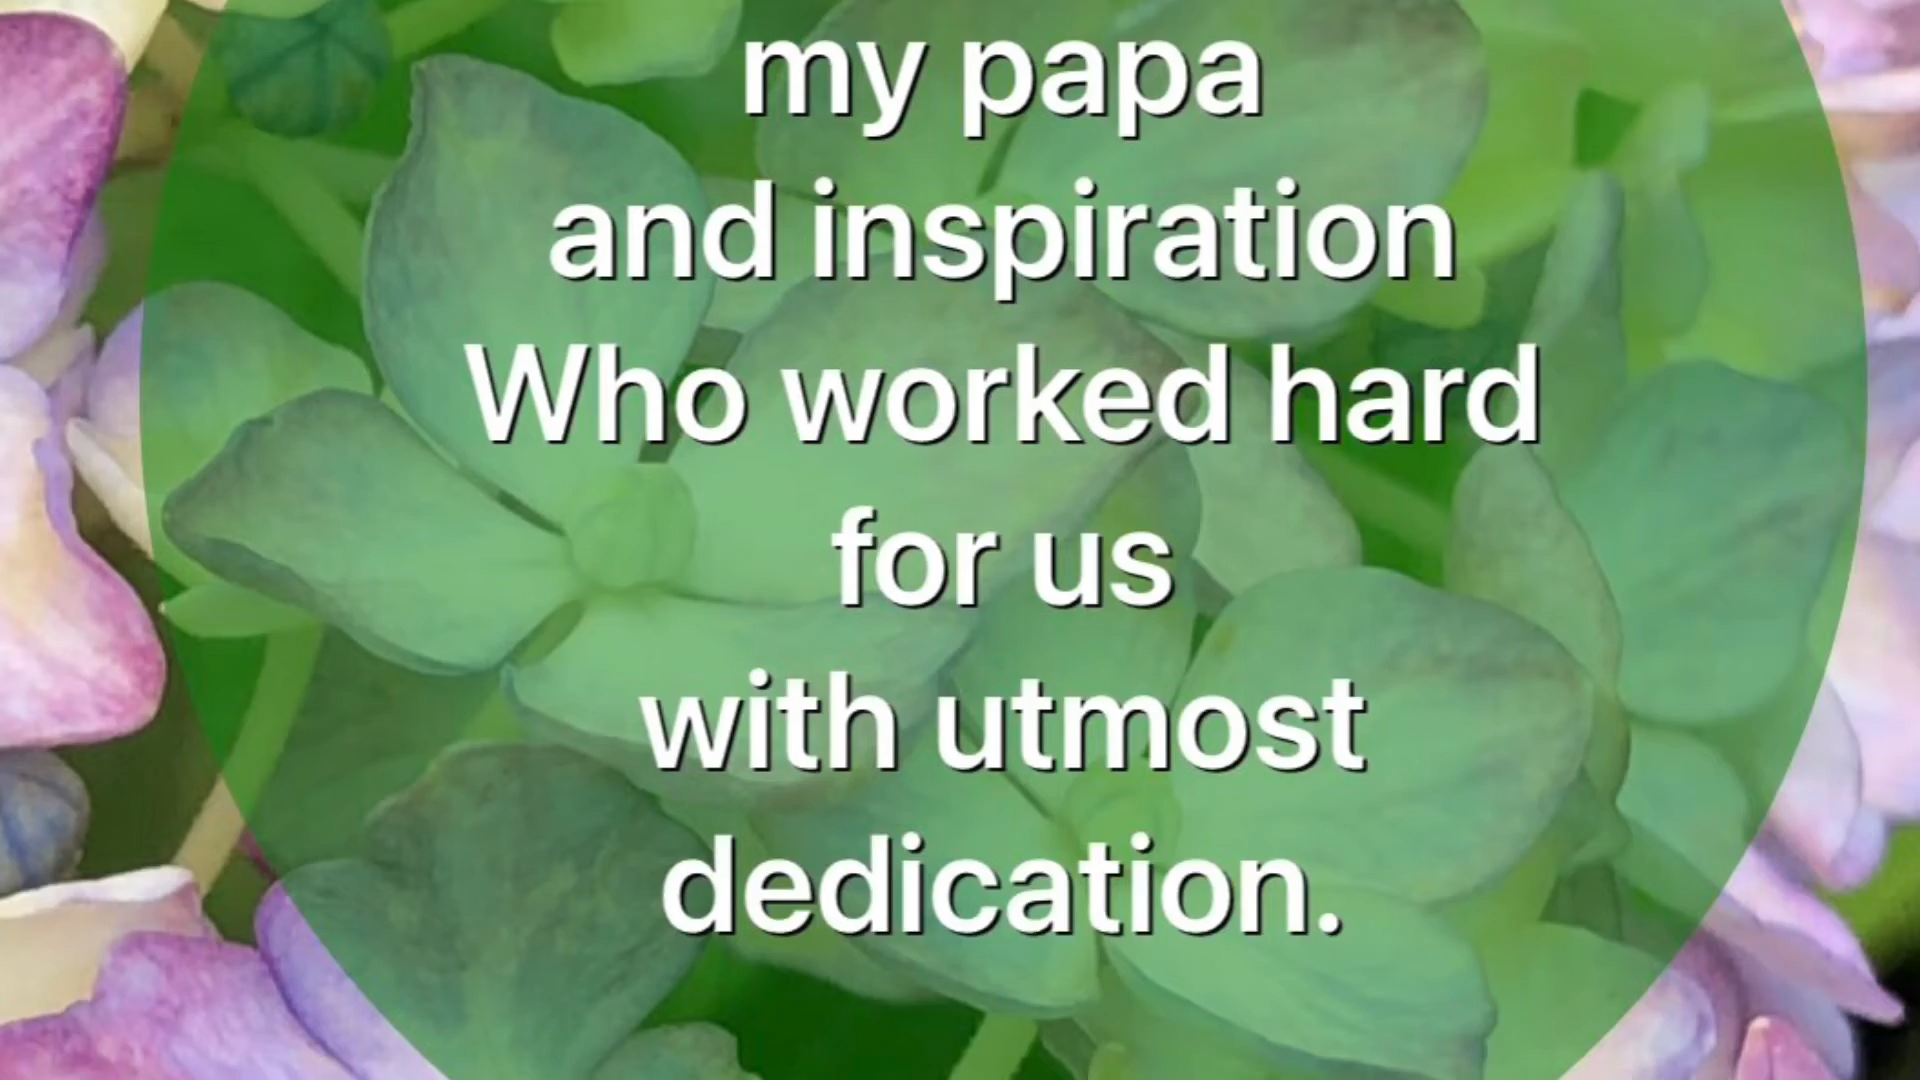 my papa
and inspiration
Who worked hard
for us
with utmost
dedication.